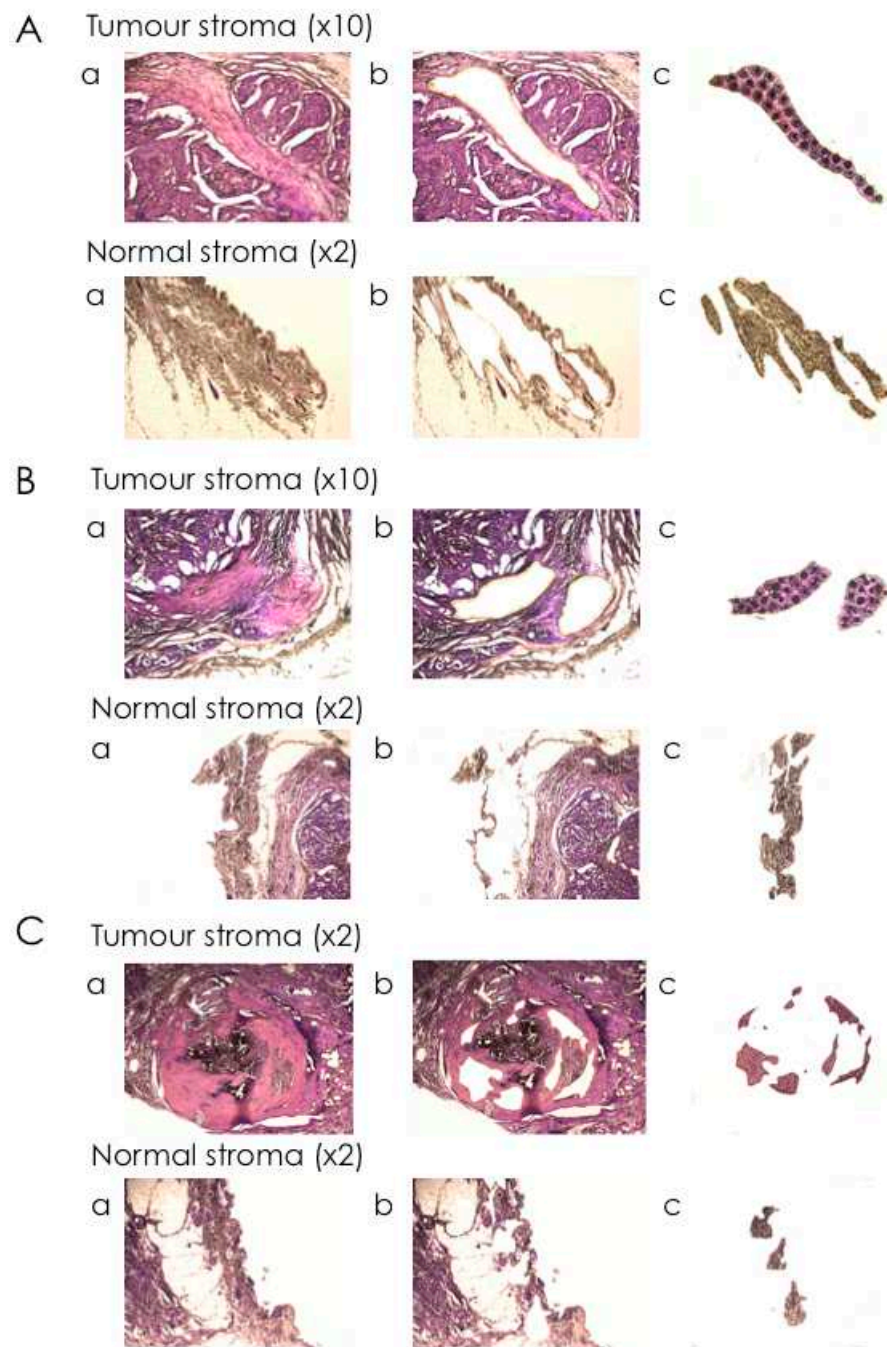 A Tumour stroma (x10)
a b c
Normal stroma (x2)
a b c
B Tumour stroma (x10)
a b c
Normal stroma (x2)
a b c
C Tumour stroma (x2)
a b c
Normal stroma (x2)
a b c